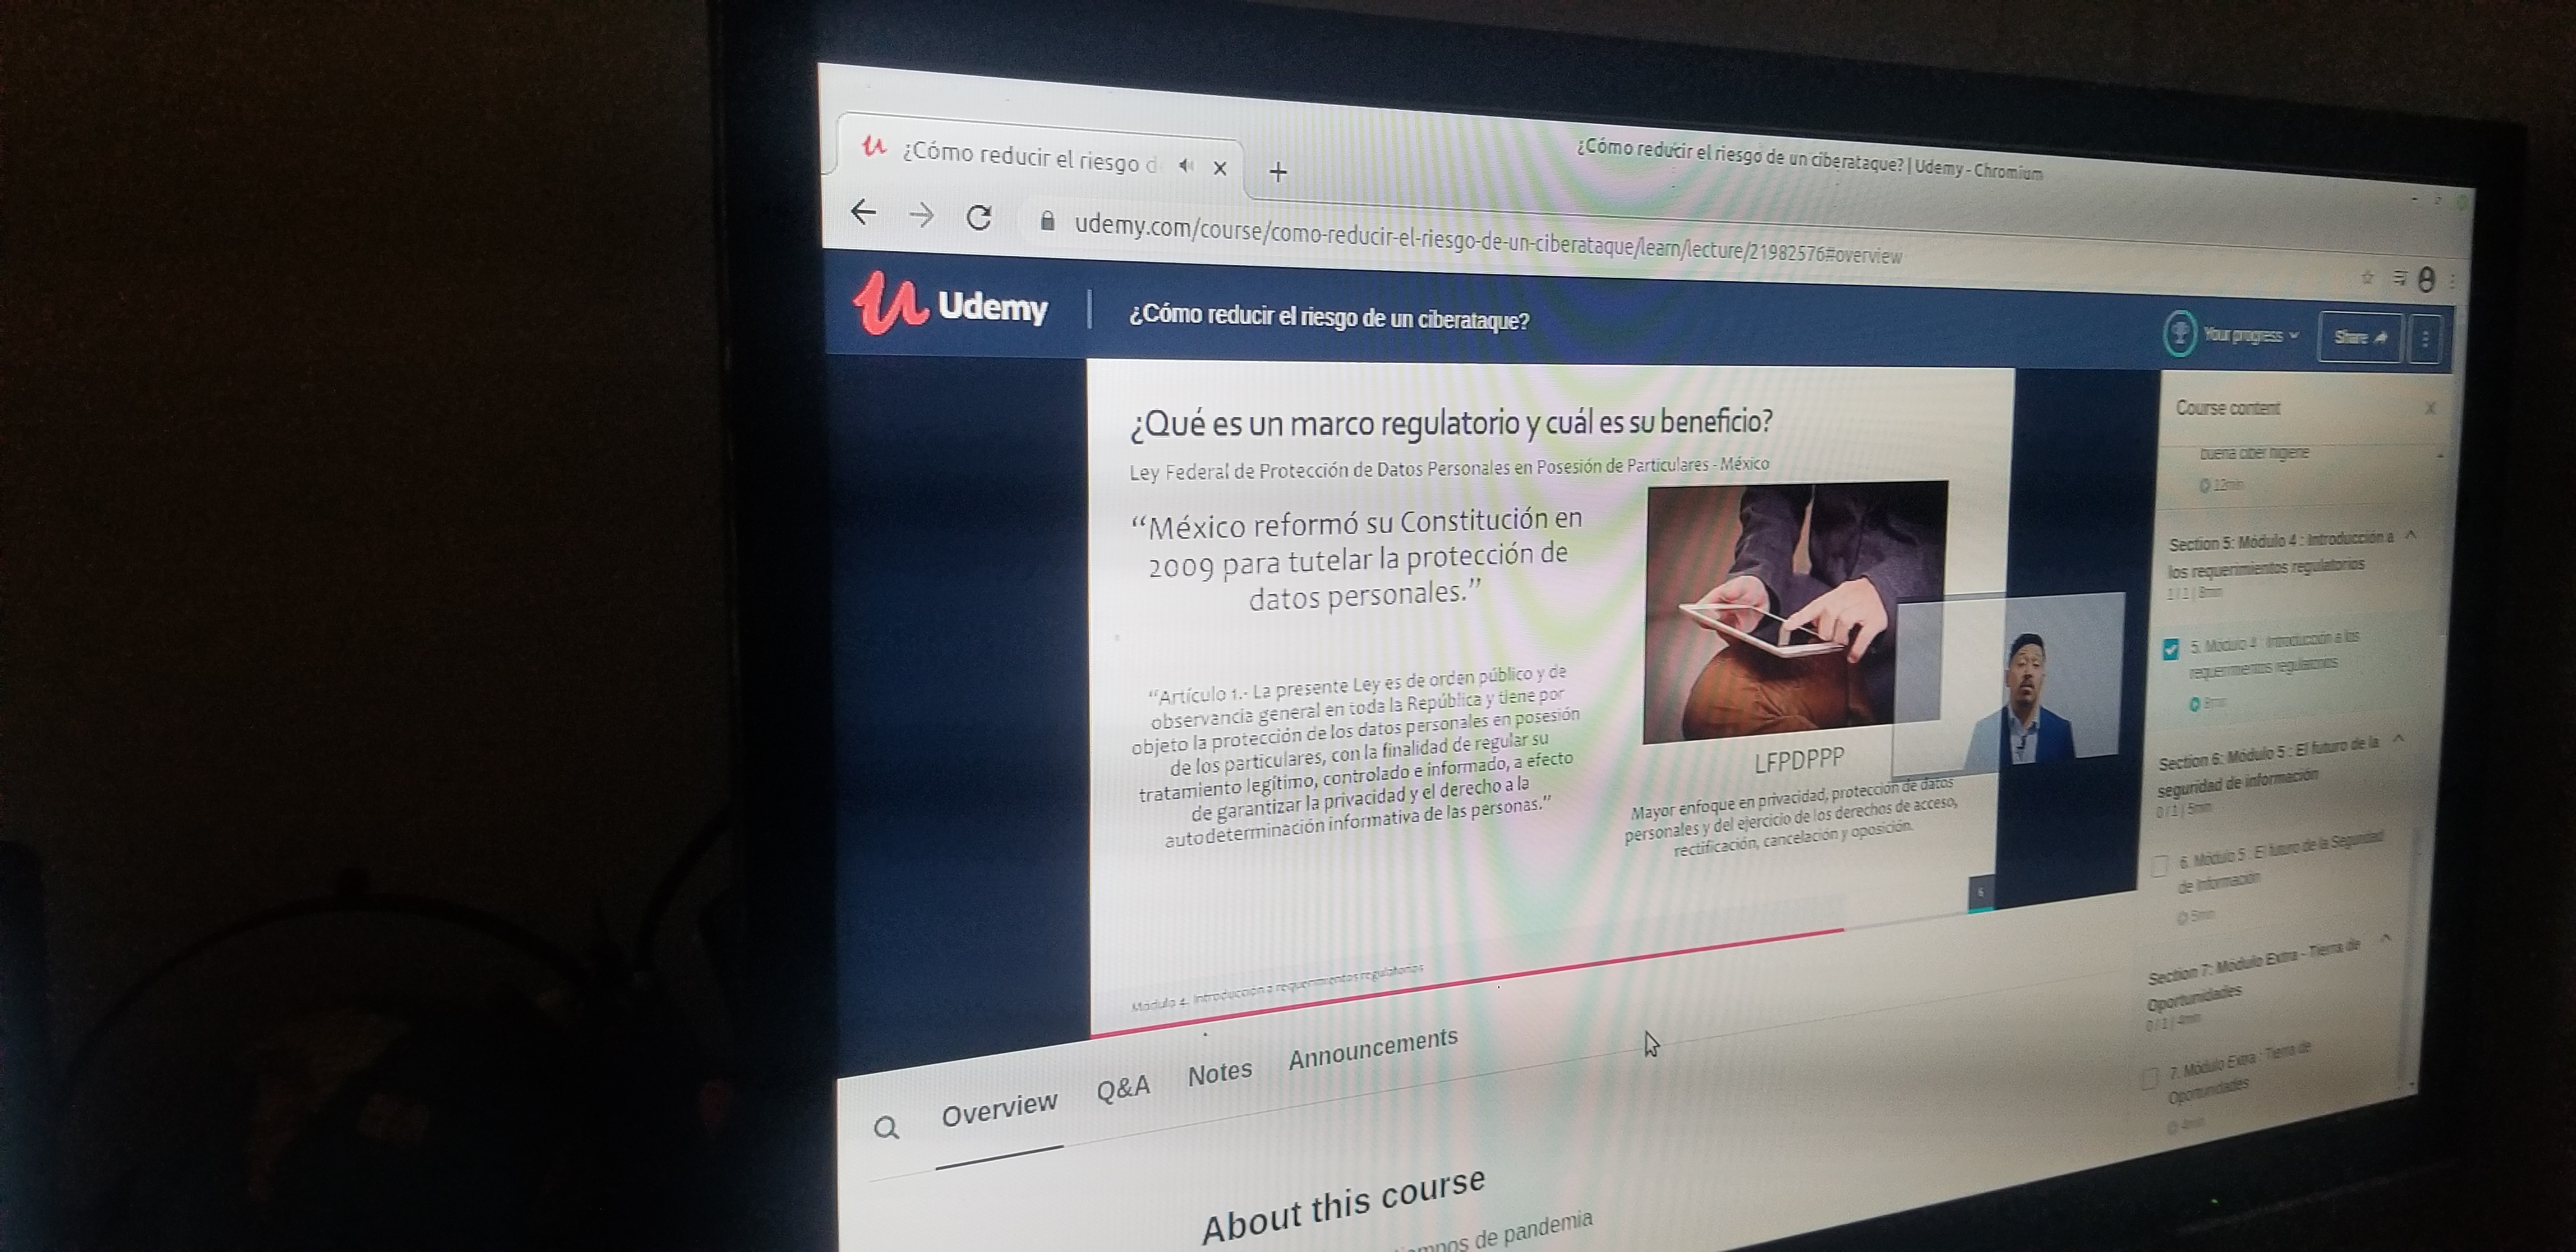 ¿Cómo reducir el riesgo de un ciberataque? | Udemy - Chromium
¿Cómo reducir el riesgo d
udemy.com/course/como-reducir-el-riesgo-de-un-ciberataque/learn/lecture/21982576#overview
Udemy
¿Cómo reducir el riesgo de un ciberataque?
Your progress
Share
¿Qué es un marco regulatorio y cuál es su beneficio?
Ley Federal de Protección de Datos Personales en Posesión de Particulares - México
“México reformó su Constitución en
2009 para tutelar la protección de
datos personales.”
“Artículo 1.- La presente Ley es de orden público y de
observancia general en toda la República y tiene por
objeto la protección de los datos personales en posesión
de los particulares, con la finalidad de regular su
tratamiento legítimo, controlado e informado, a efecto
de garantizar la privacidad y el derecho a la
autodeterminación informativa de las personas.”
LFPDPPP
Mayor enfoque en privacidad, protección de datos
personales y del ejercicio de los derechos de acceso,
rectificación, cancelación y oposición.
Módulo 4. Introducción a requerimientos regulatorios
Course content
buena ciber higiene
12min
Section 5: Módulo 4 : Introducción a
los requerimientos regulatorios
1 / 1 | 8min
5. Módulo 4 : Introducción a los
requerimientos regulatorios
8min
Section 6: Módulo 5 : El futuro de la
seguridad de información
0 / 1 | 5min
6. Módulo 5 : El futuro de la Seguridad
de Información
5min
Section 7: Módulo Extra - Tierra de
Oportunidades
0 / 1 | 4min
7. Módulo Extra : Tierra de
Oportunidades
4min
Overview
Q&A
Notes
Announcements
About this course
de pandemia